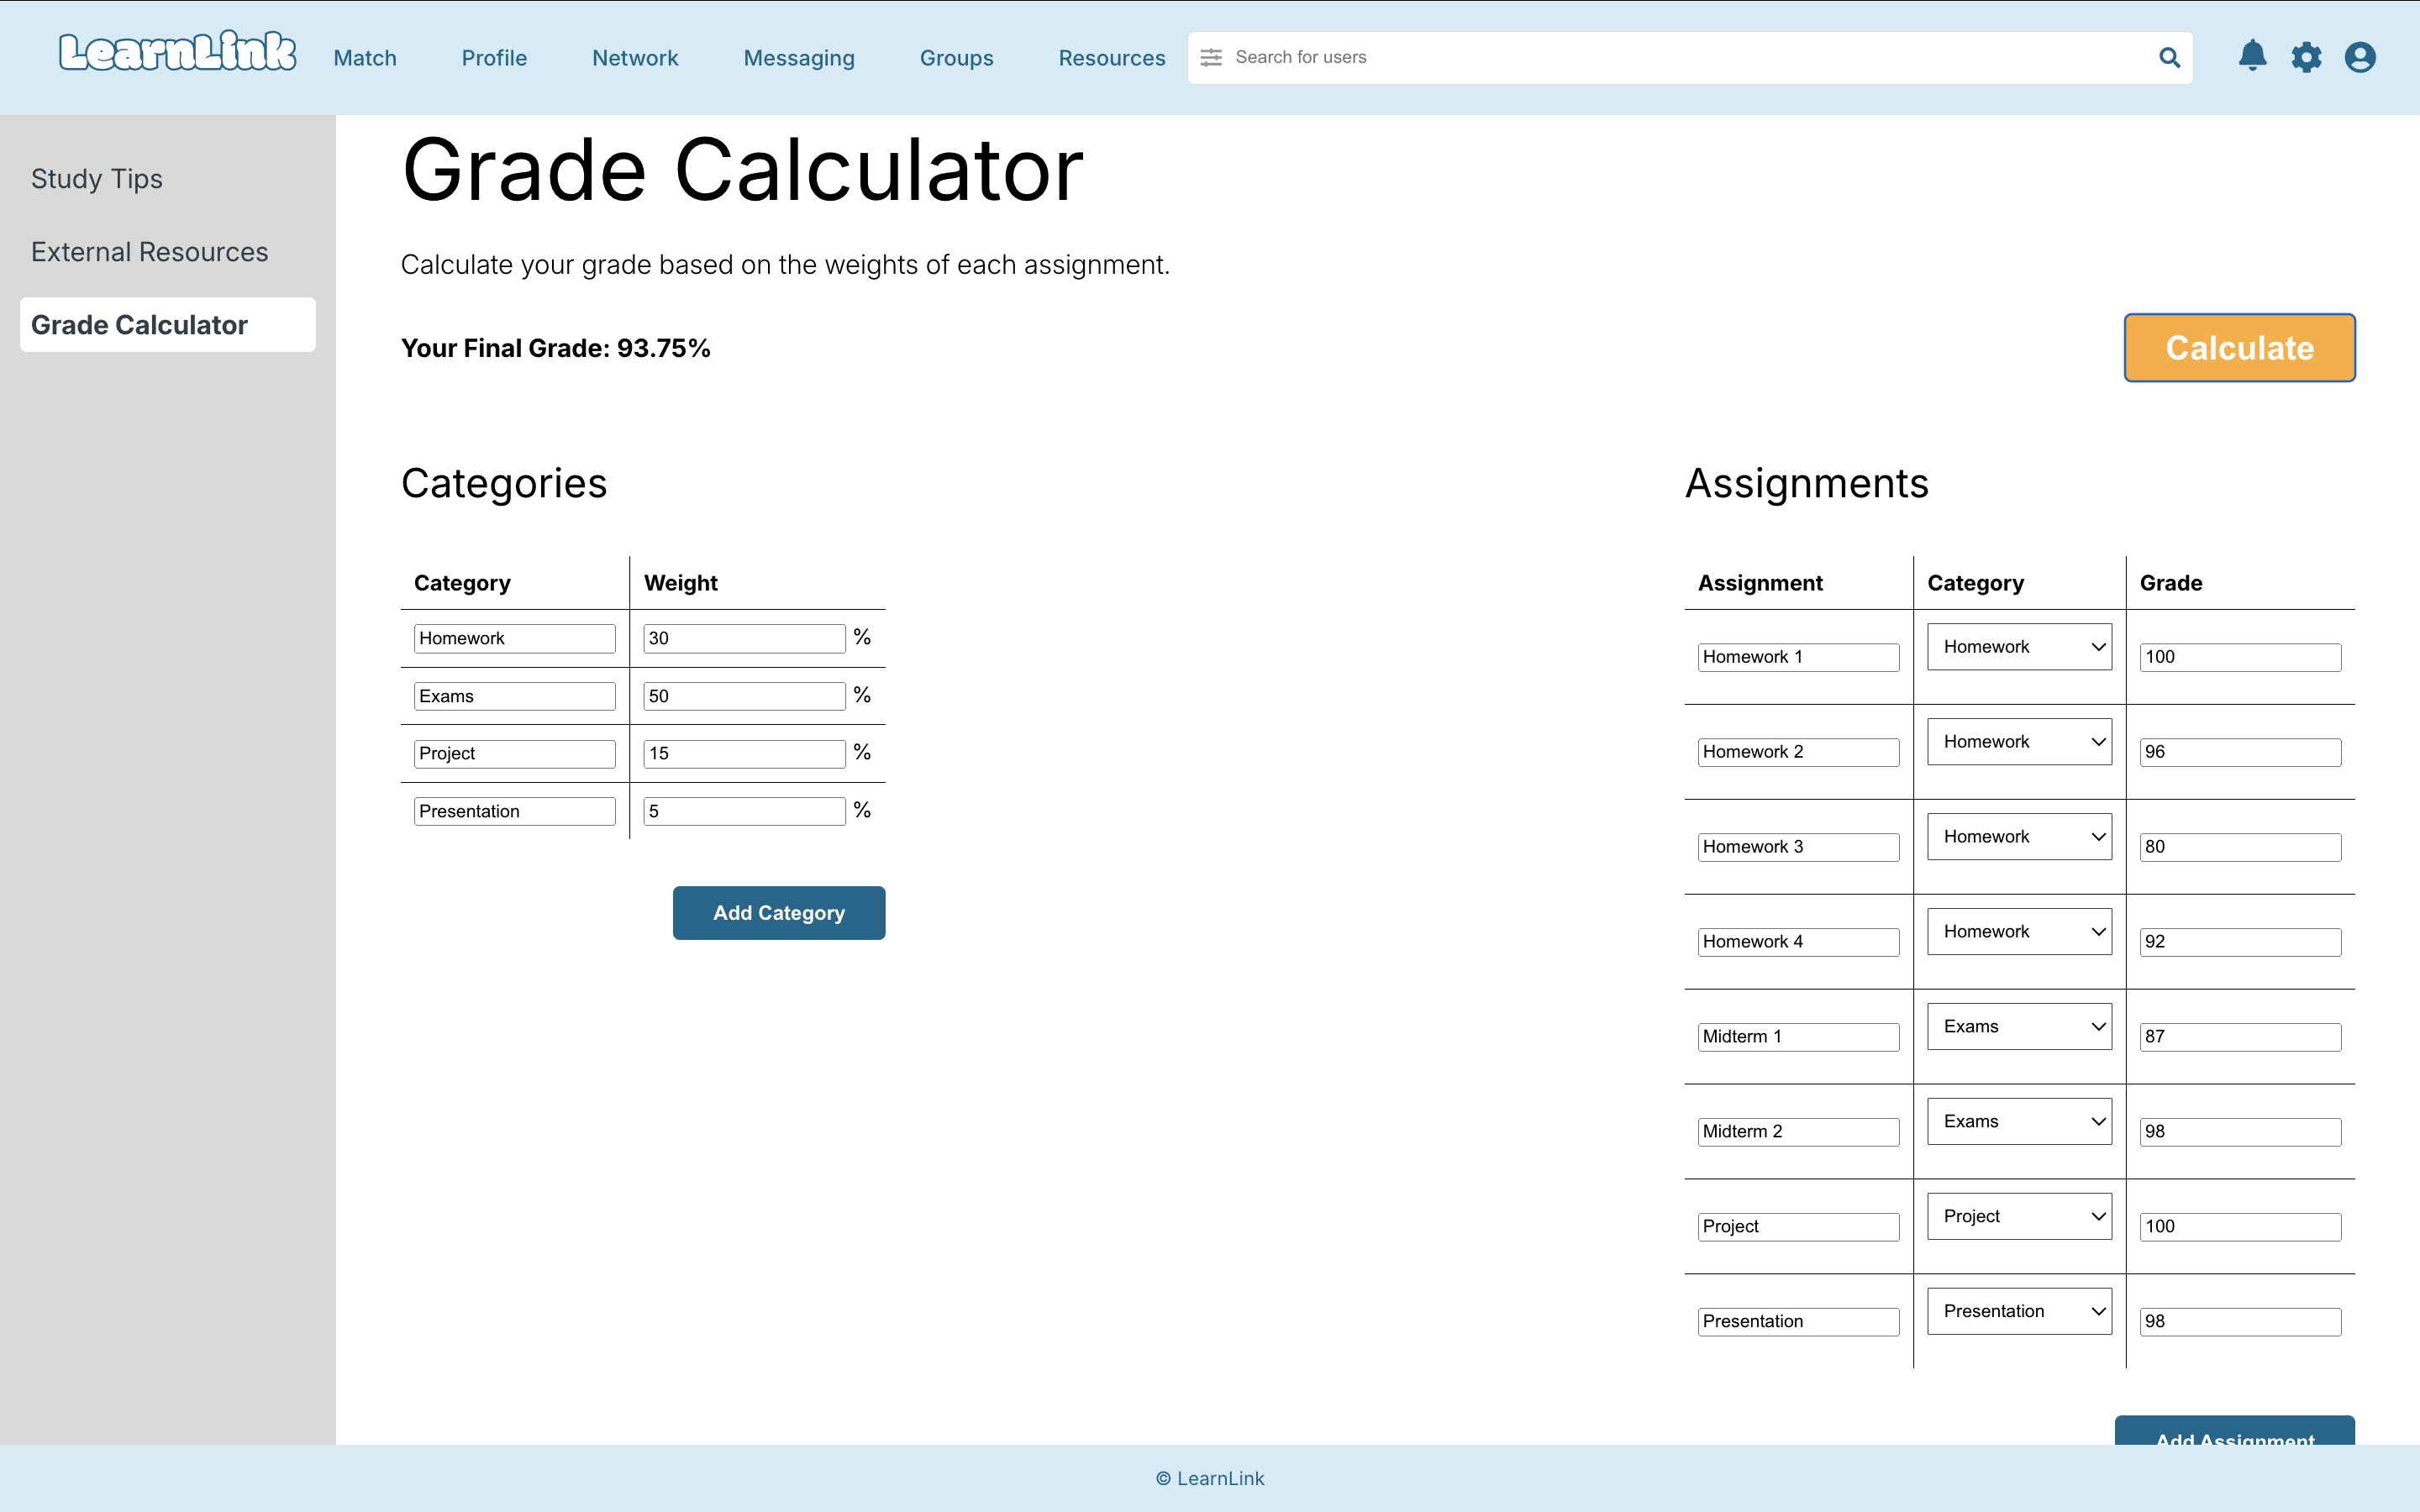 LearnLink Match Profile Network Messaging Groups Resources Search for users
Study Tips
External Resources
Grade Calculator
Grade Calculator
Calculate your grade based on the weights of each assignment.
Your Final Grade: 93.75%
Calculate
Categories
Category Weight
Homework 30 %
Exams 50 %
Project 15 %
Presentation 5 %
Add Category
Assignments
Assignment Category Grade
Homework 1 Homework 100
Homework 2 Homework 96
Homework 3 Homework 80
Homework 4 Homework 92
Midterm 1 Exams 87
Midterm 2 Exams 98
Project Project 100
Presentation Presentation 98
Add Assignment
© LearnLink